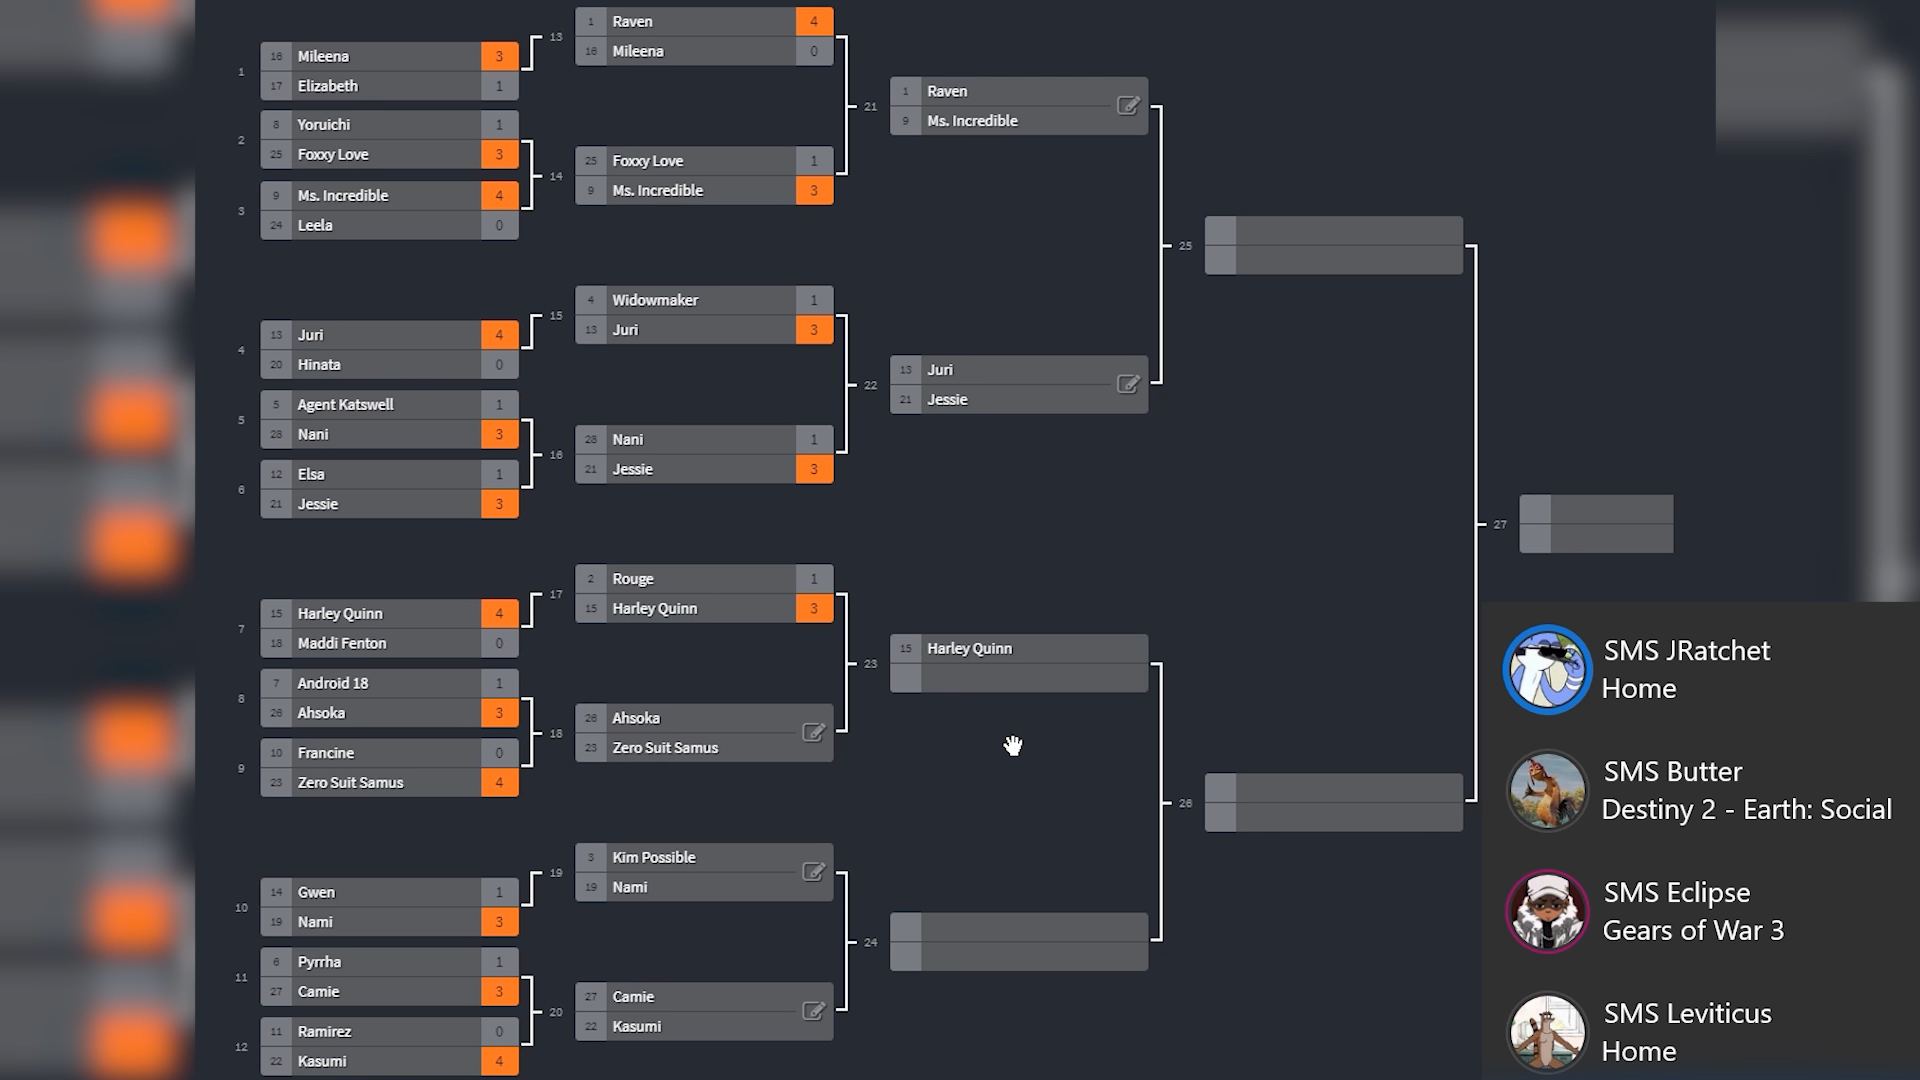 1
16 Mileena 3
17 Elizabeth 1
2
8 Yoruichi 1
25 Foxxy Love 3
3
9 Ms. Incredible 4
24 Leela 0
4
13 Juri 4
20 Hinata 0
5
5 Agent Katswell 1
28 Nani 3
6
12 Elsa 1
21 Jessie 3
7
15 Harley Quinn 4
18 Maddi Fenton 0
8
7 Android 18 1
26 Ahsoka 3
9
10 Francine 0
23 Zero Suit Samus 4
10
14 Gwen 1
19 Nami 3
11
6 Pyrrha 1
27 Camie 3
12
11 Ramirez 0
22 Kasumi 4
13
1 Raven 4
16 Mileena 0
14
25 Foxxy Love 1
9 Ms. Incredible 3
15
4 Widowmaker 1
13 Juri 3
16
28 Nani 1
21 Jessie 3
17
2 Rouge 1
15 Harley Quinn 3
18
26 Ahsoka
23 Zero Suit Samus
19
3 Kim Possible
19 Nami
20
27 Camie
22 Kasumi
21
1 Raven
9 Ms. Incredible
22
13 Juri
21 Jessie
23
15 Harley Quinn
24
25
26
27
SMS JRatchet
Home
SMS Butter
Destiny 2 - Earth: Social
SMS Eclipse
Gears of War 3
SMS Leviticus
Home